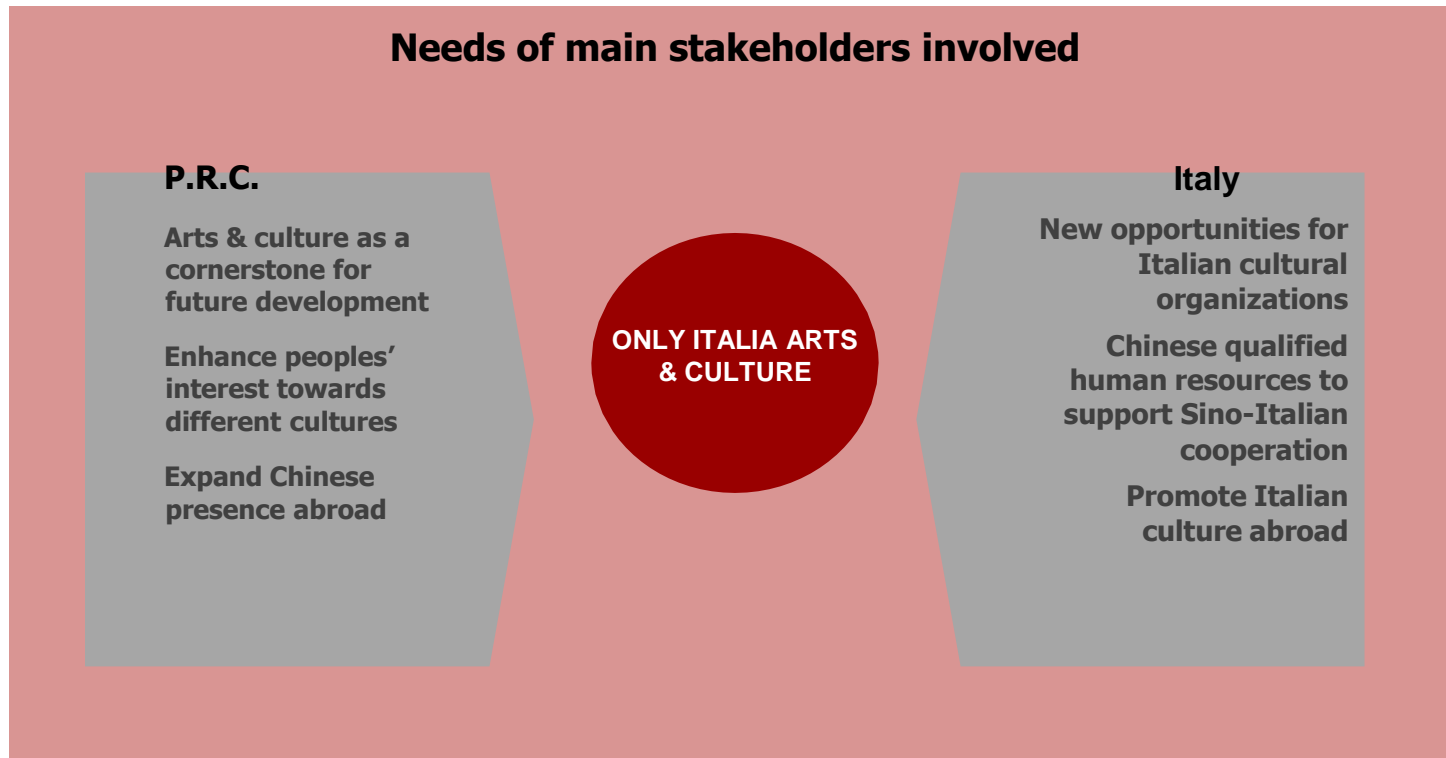 Needs of main stakeholders involved
P.R.C.
Arts & culture as a
cornerstone for
future development
Enhance peoples’
interest towards
different cultures
Expand Chinese
presence abroad
ONLY ITALIA ARTS
& CULTURE
Italy
New opportunities for
Italian cultural
organizations
Chinese qualified
human resources to
support Sino-Italian
cooperation
Promote Italian
culture abroad